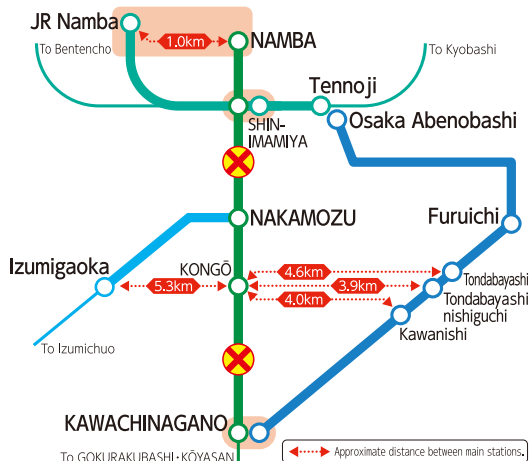 JR Namba
1.0km
NAMBA
To Bentencho
To Kyobashi
Tennoji
SHIN-
IMAMIYA
Osaka Abenobashi
NAKAMOZU
Furuichi
Izumigaoka
KONGŌ
4.6km
Tondabayashi
5.3km
3.9km
Tondabayashi
nishiguchi
4.0km
Kawanishi
To Izumichuo
KAWACHINAGANO
To GOKURAKUBASHI・KŌYASAN
Approximate distance between main stations.